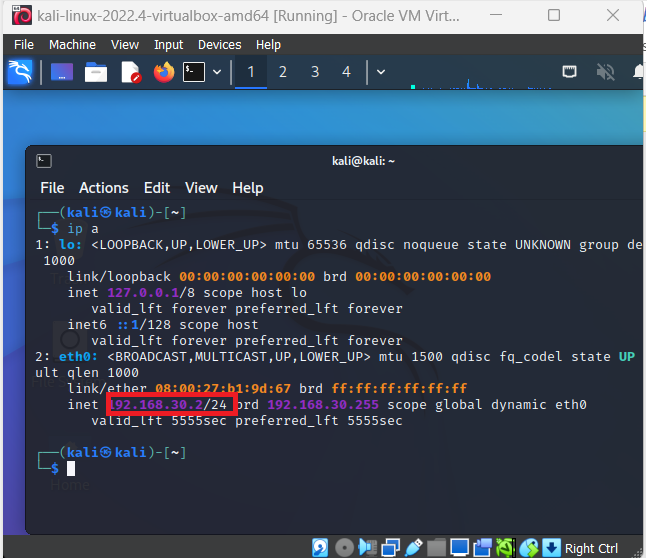 kali-linux-2022.4-virtualbox-amd64 [Running] - Oracle VM Virt...
File Machine View Input Devices Help
1 2 3 4
kali@kali: ~
File Actions Edit View Help
┌──(kali㉿kali)-[~]
└─$ ip a
1: lo: <LOOPBACK,UP,LOWER_UP> mtu 65536 qdisc noqueue state UNKNOWN group de
1000
link/loopback 00:00:00:00:00:00 brd 00:00:00:00:00:00
inet 127.0.0.1/8 scope host lo
valid_lft forever preferred_lft forever
inet6 ::1/128 scope host
valid_lft forever preferred_lft forever
2: eth0: <BROADCAST,MULTICAST,UP,LOWER_UP> mtu 1500 qdisc fq_codel state UP
ult qlen 1000
link/ether 08:00:27:b1:9d:67 brd ff:ff:ff:ff:ff:ff
inet 192.168.30.2/24 brd 192.168.30.255 scope global dynamic eth0
valid_lft 5555sec preferred_lft 5555sec
┌──(kali㉿kali)-[~]
└─$
Home
Right Ctrl